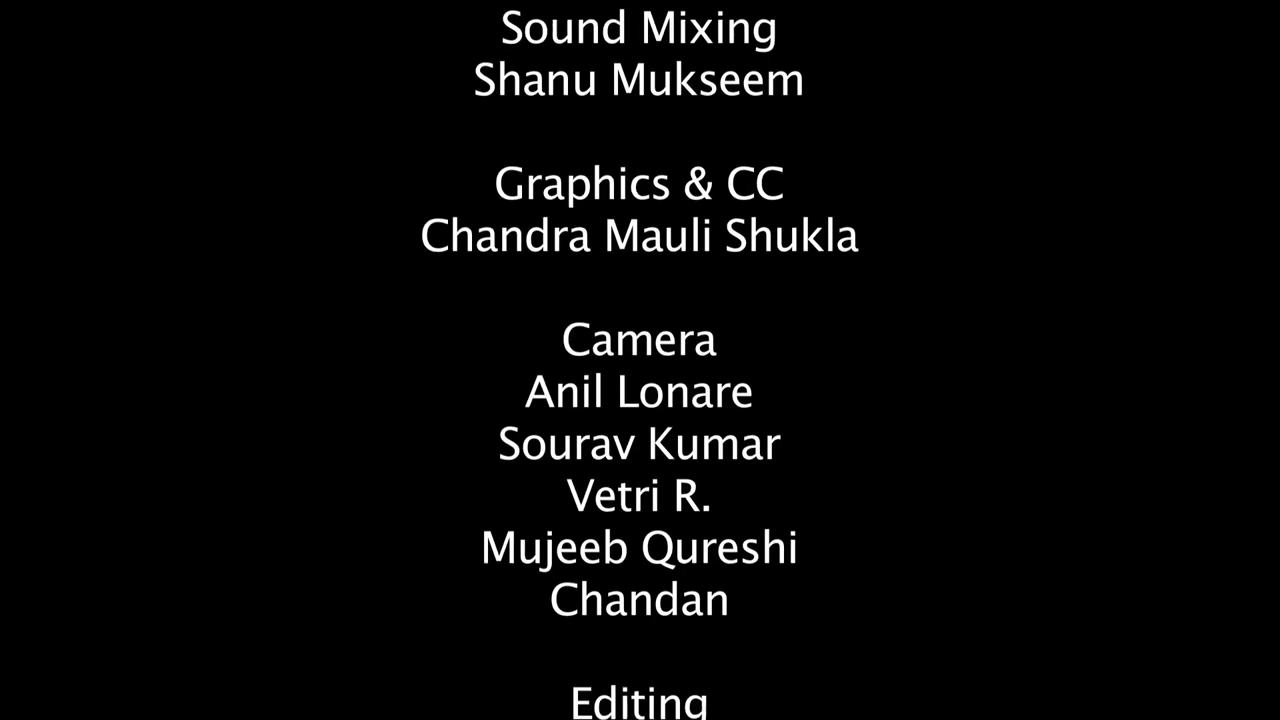 Sound Mixing
Shanu Mukseem
Graphics & CC
Chandra Mauli Shukla
Camera
Anil Lonare
Sourav Kumar
Vetri R.
Mujeeb Qureshi
Chandan
Editing